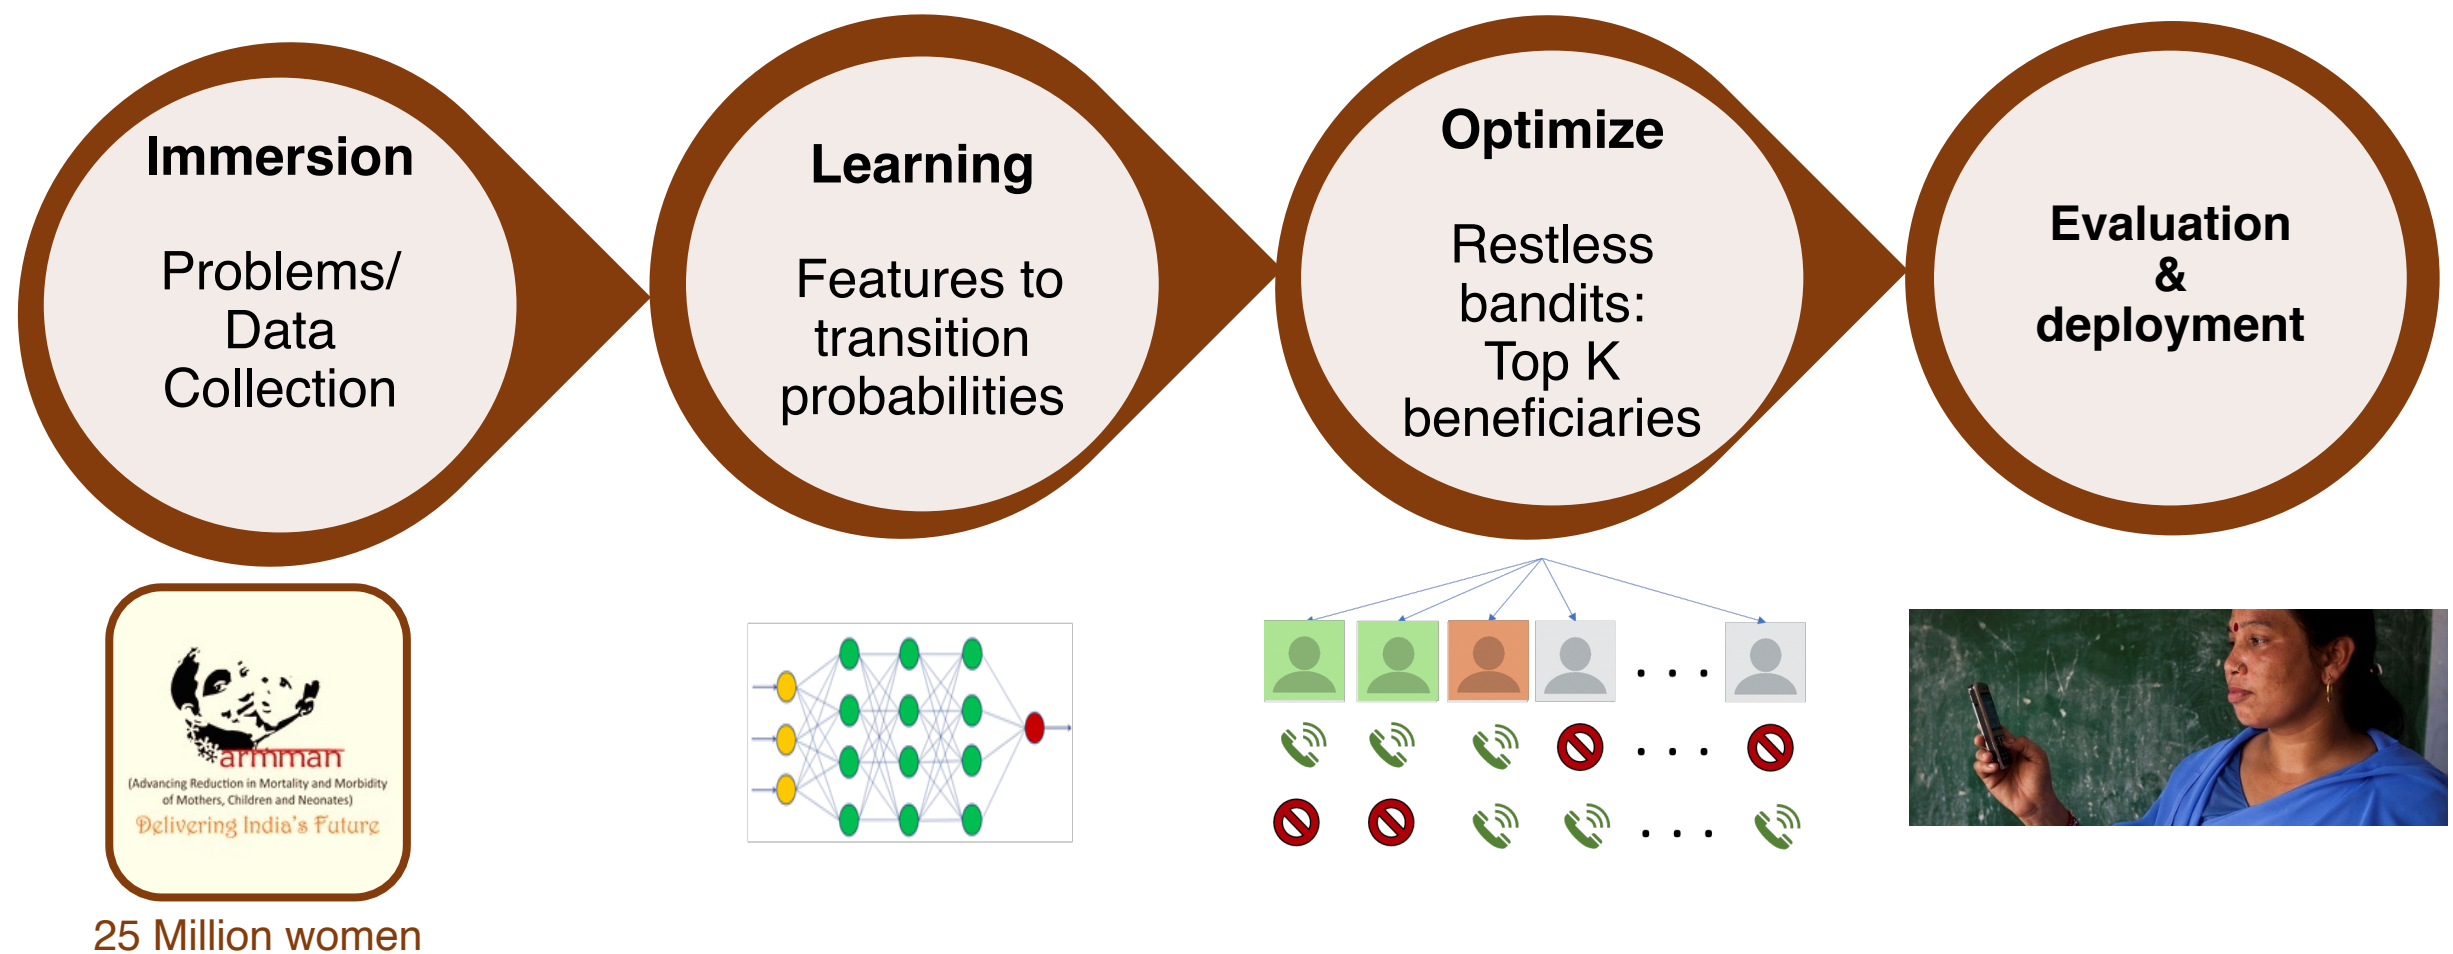 Immersion
Problems/
Data
Collection
Learning
Features to
transition
probabilities
Optimize
Restless
bandits:
Top K
beneficiaries
Evaluation
&
deployment
armman
(Advancing Reduction in Mortality and Morbidity
of Mothers, Children and Neonates)
Delivering India's Future
25 Million women